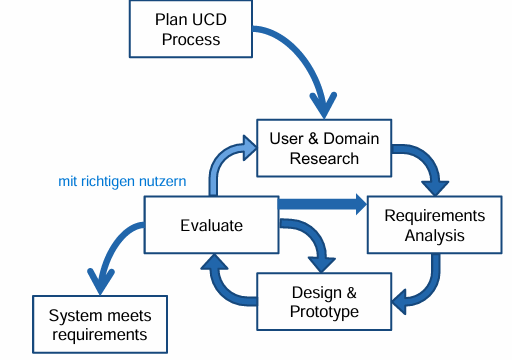 Plan UCD
Process
User & Domain
Research
mit richtigen nutzern
Evaluate
Requirements
Analysis
Design &
Prototype
System meets
requirements